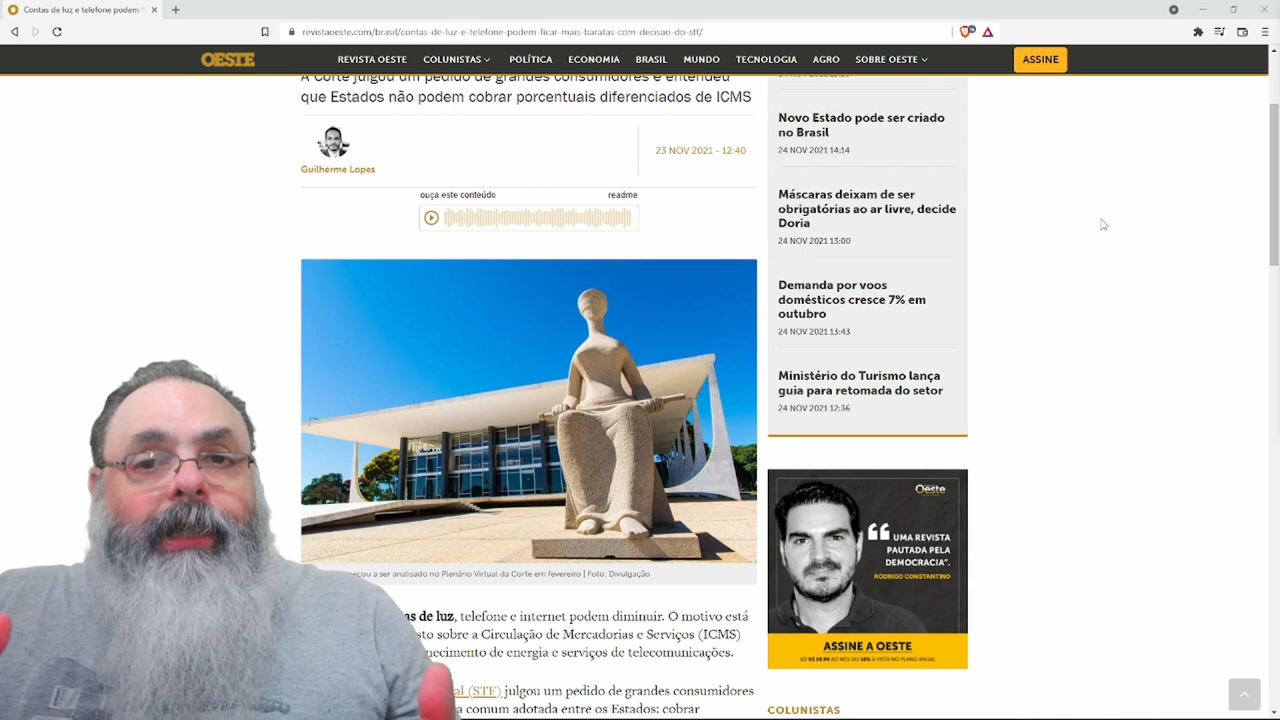 Contas de luz e telefone podem
revistaoeste.com/brasil/contas-de-luz-e-telefone-podem-ficar-mais-baratas-com-decisao-do-stf/
OESTE
REVISTA OESTE
COLUNISTAS
POLÍTICA
ECONOMIA
BRASIL
MUNDO
TECNOLOGIA
AGRO
SOBRE OESTE
ASSINE
A Corte julgou um pedido de grandes consumidores e entendeu
que Estados não podem cobrar porcentuais diferenciados de ICMS
Guilherme Lopes
23 NOV 2021 - 12:40
ouça este conteúdo
readme
a ser analisado no Plenário Virtual da Corte em fevereiro | Foto: Divulgação
de luz, telefone e internet podem diminuir. O motivo está
sobre a Circulação de Mercadorias e Serviços (ICMS)
de energia e serviços de telecomunicações.
(STF) julgou um pedido de grandes consumidores
comum adotada entre os Estados: cobrar
Novo Estado pode ser criado
no Brasil
24 NOV 2021 14:14
Máscaras deixam de ser
obrigatórias ao ar livre, decide
Doria
24 NOV 2021 13:00
Demanda por voos
domésticos cresce 7% em
outubro
24 NOV 2021 13:43
Ministério do Turismo lança
guia para retomada do setor
24 NOV 2021 12:36
Oeste
“ UMA REVISTA
PAUTADA PELA
DEMOCRACIA”.
RODRIGO CONSTANTINO
ASSINE A OESTE
SÓ R$ 19,90 AO MÊS OU 10% À VISTA NO PLANO ANUAL
COLUNISTAS